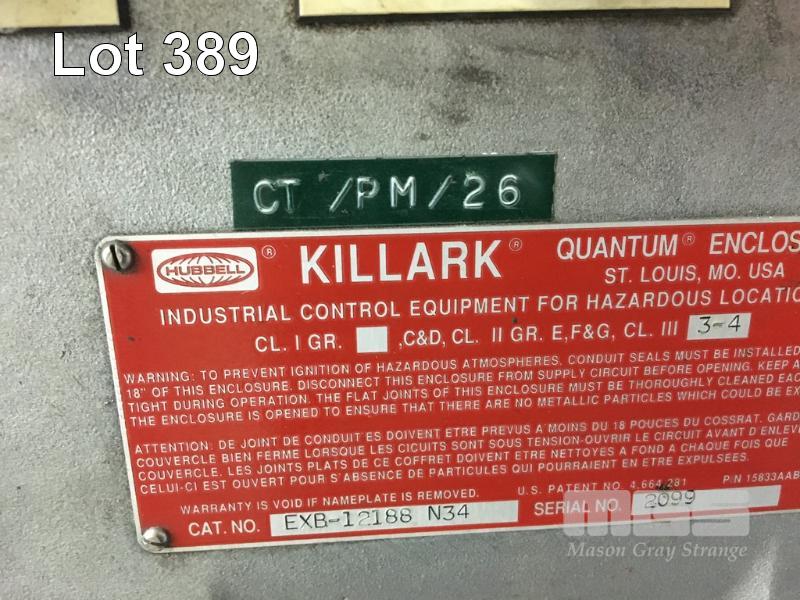 Lot 389
CT /PM/26
HUBBELL ® KILLARK ® QUANTUM ® ENCLOS
ST. LOUIS, MO. USA
INDUSTRIAL CONTROL EQUIPMENT FOR HAZARDOUS LOCATIO
CL. I GR. ,C&D, CL. II GR. E,F&G, CL. III 3-4
WARNING: TO PREVENT IGNITION OF HAZARDOUS ATMOSPHERES, CONDUIT SEALS MUST BE INSTALLED
18" OF THIS ENCLOSURE. DISCONNECT THIS ENCLOSURE FROM SUPPLY CIRCUIT BEFORE OPENING. KEEP A
TIGHT DURING OPERATION. THE FLAT JOINTS OF THIS ENCLOSURE MUST BE THOROUGHLY CLEANED EAC
THE ENCLOSURE IS OPENED TO ENSURE THAT THERE ARE NO METALLIC PARTICLES WHICH COULD BE EX
ATTENTION: DE JOINT DE CONDUIT ES DOIVENT ETRE PREVUS A MOINS DU 18 POUCES DU COSSRAT. GARD
COUVERCLE BIEN FERME LORSQUE LES CICUITS SONT SOUS TENSION-OUVRIR LE CIRCUIT AVANT D ENLEVE
COUVERCLE. LES JOINTS PLATS DE CE COFFRET DOIVENT ETRE NETTOYES A FOND A CHAQUE FOIS QUE
CELUI-CI EST OUVERT POUR S'ABSENCE DE PARTICULES QUI POURRAIENT EN ETRE EXPULSEES.
U.S. PATENT NO. 4,664,281 P/N 15833AAB
WARRANTY IS VOID IF NAMEPLATE IS REMOVED.
CAT. NO. EXB-12188 N34 SERIAL NO. 2099
MGS
Mason Gray Strange